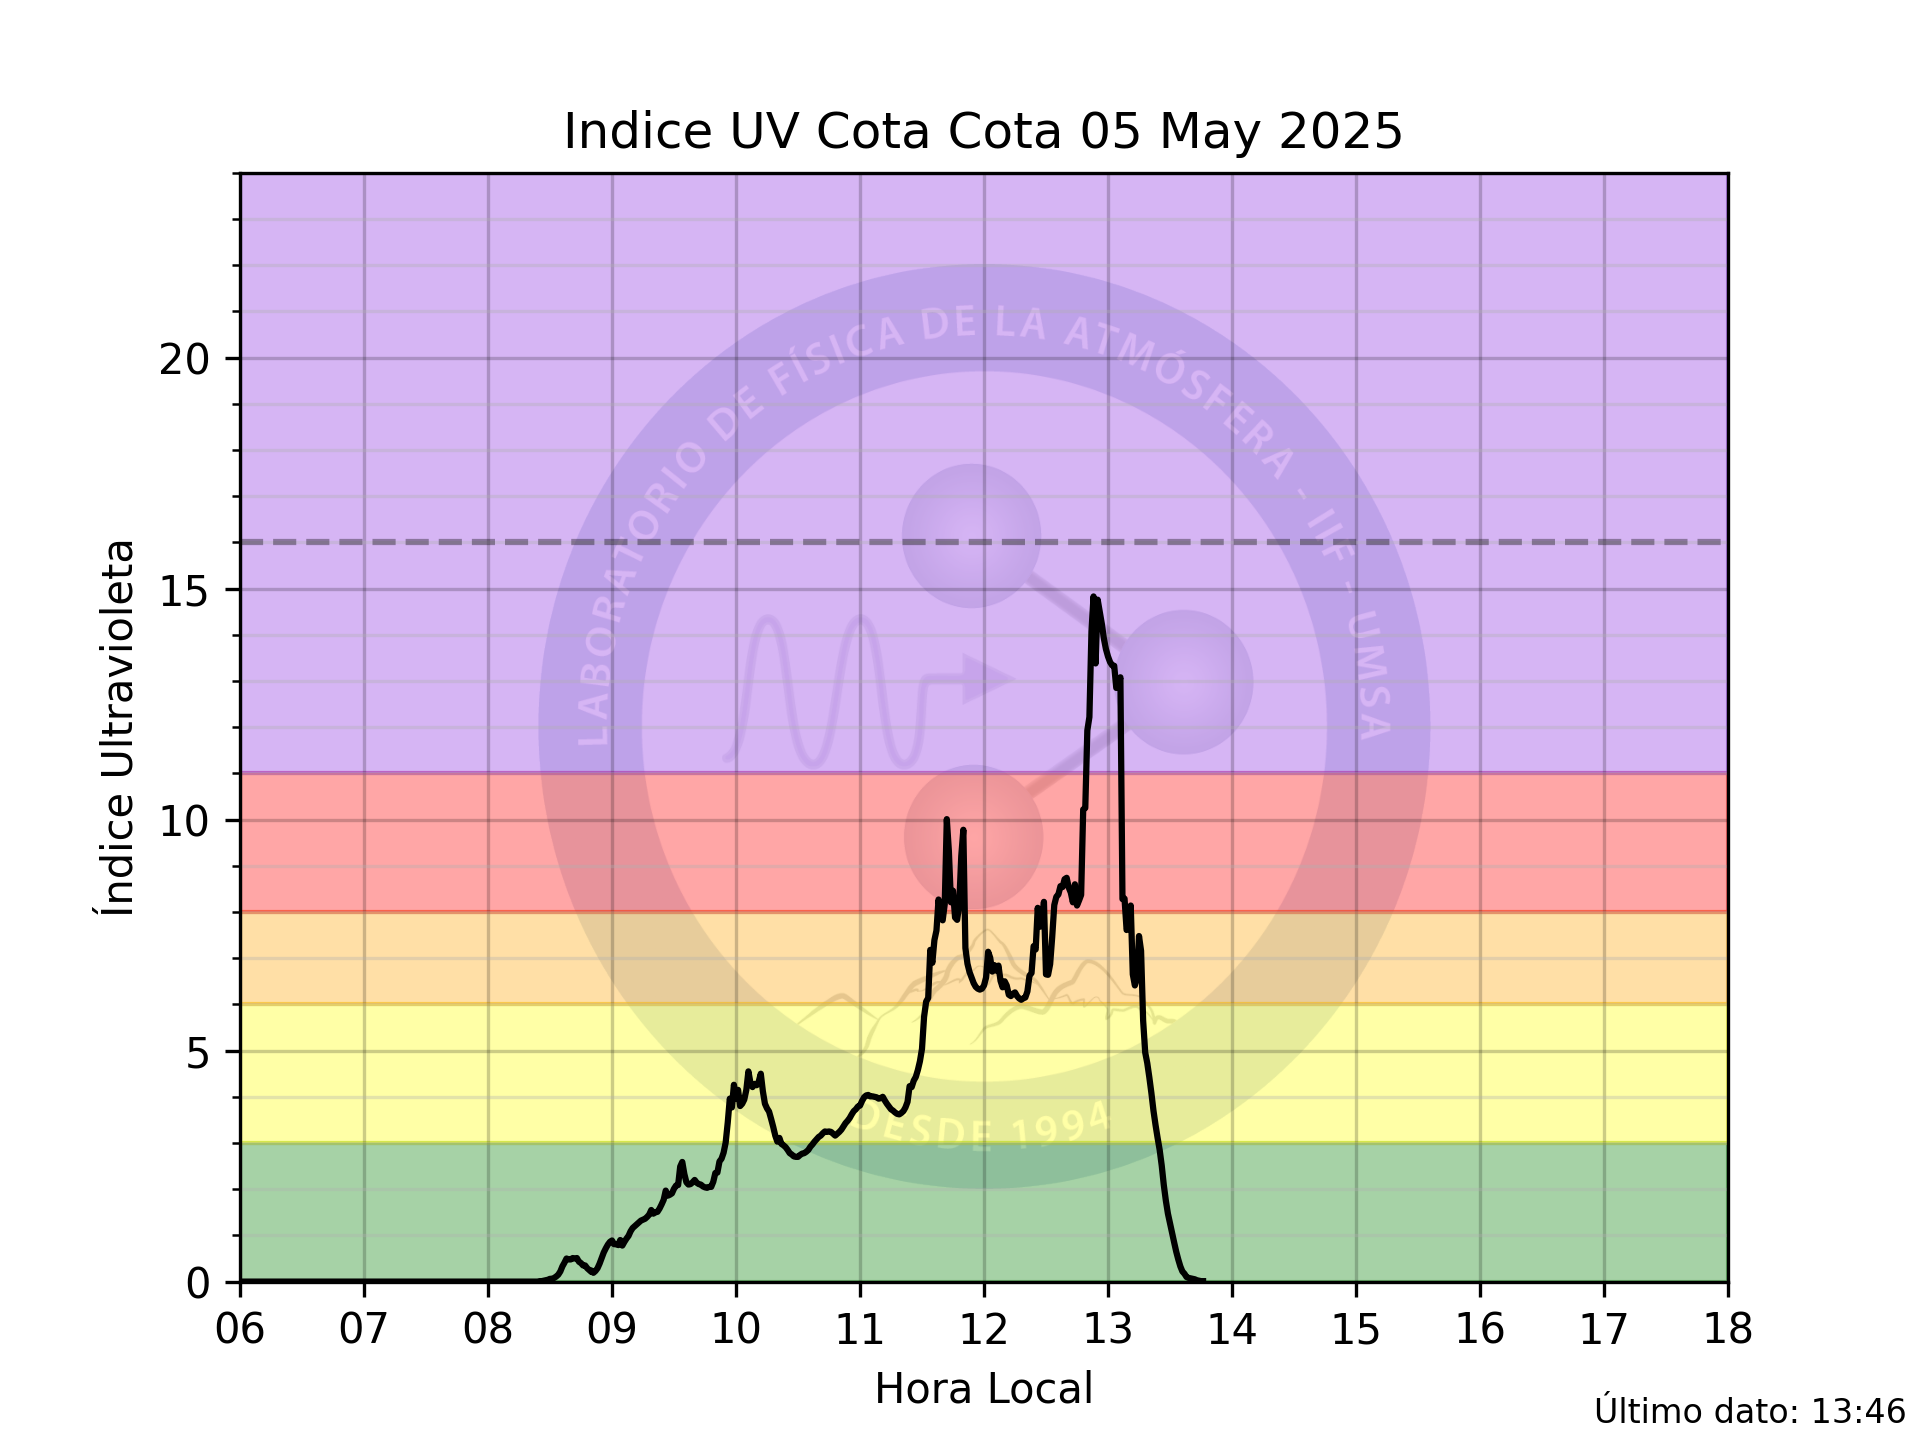 Indice UV Cota Cota 05 May 2025
Índice Ultravioleta
20
15
10
5
0
LABORATORIO DE FÍSICA DE LA ATMÓSFERA - IIF - UMSA
DESDE 1994
06 07 08 09 10 11 12 13 14 15 16 17 18
Hora Local
Último dato: 13:46